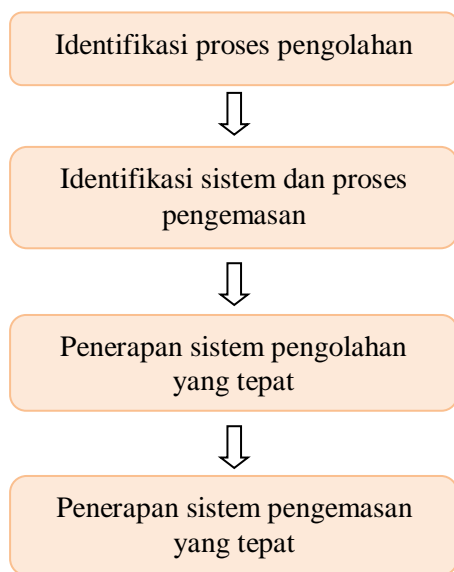 Identifikasi proses pengolahan
Identifikasi sistem dan proses
pengemasan
Penerapan sistem pengolahan
yang tepat
Penerapan sistem pengemasan
yang tepat